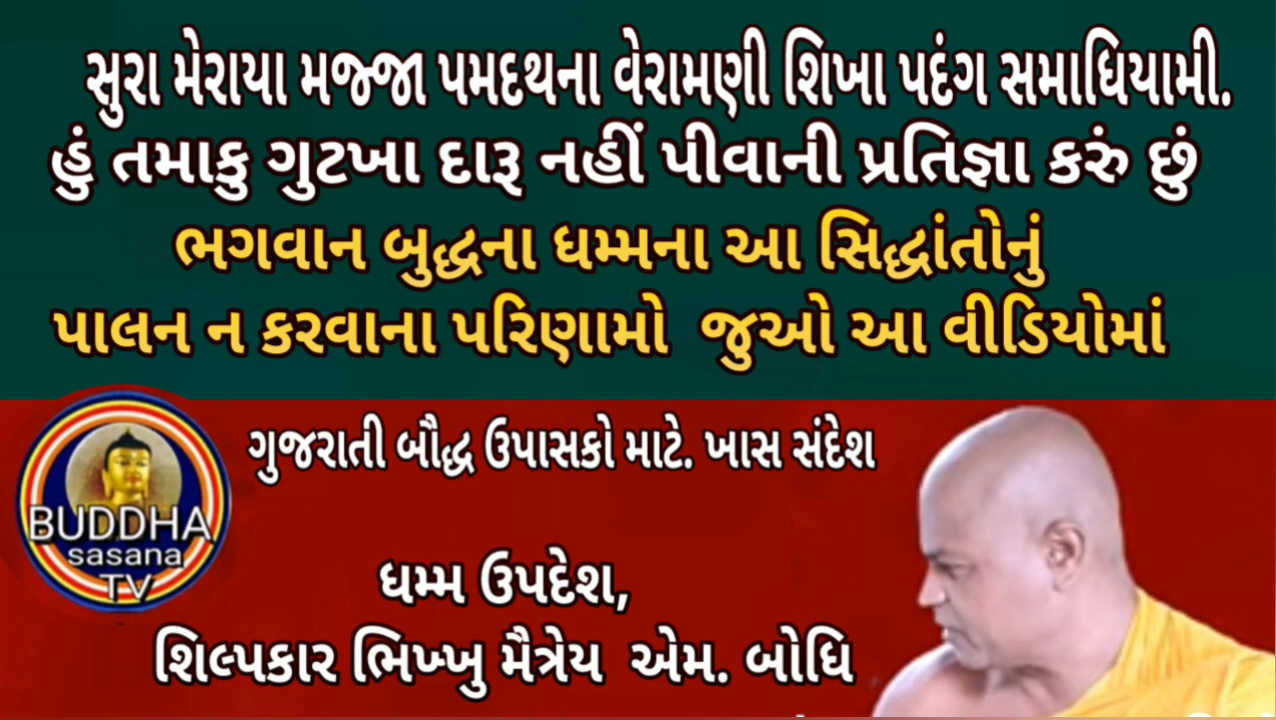 સુરા મેરાયા મજ્જા પમદથના વેરામણી શિખા પદંગ સમાધિયામી.
હું તમાકુ ગુટખા દારૂ નહીં પીવાની પ્રતિજ્ઞા કરું છું
ભગવાન બુદ્ધના ધમ્મના આ સિદ્ધાંતોનું
પાલન ન કરવાના પરિણામો જુઓ આ વીડિયોમાં
ગુજરાતી બૌદ્ધ ઉપાસકો માટે. ખાસ સંદેશ
BUDDHA
sasana
TV
ધમ્મ ઉપદેશ,
શિલ્પકાર ભિખ્ખુ મૈત્રેય એમ. બોધિ